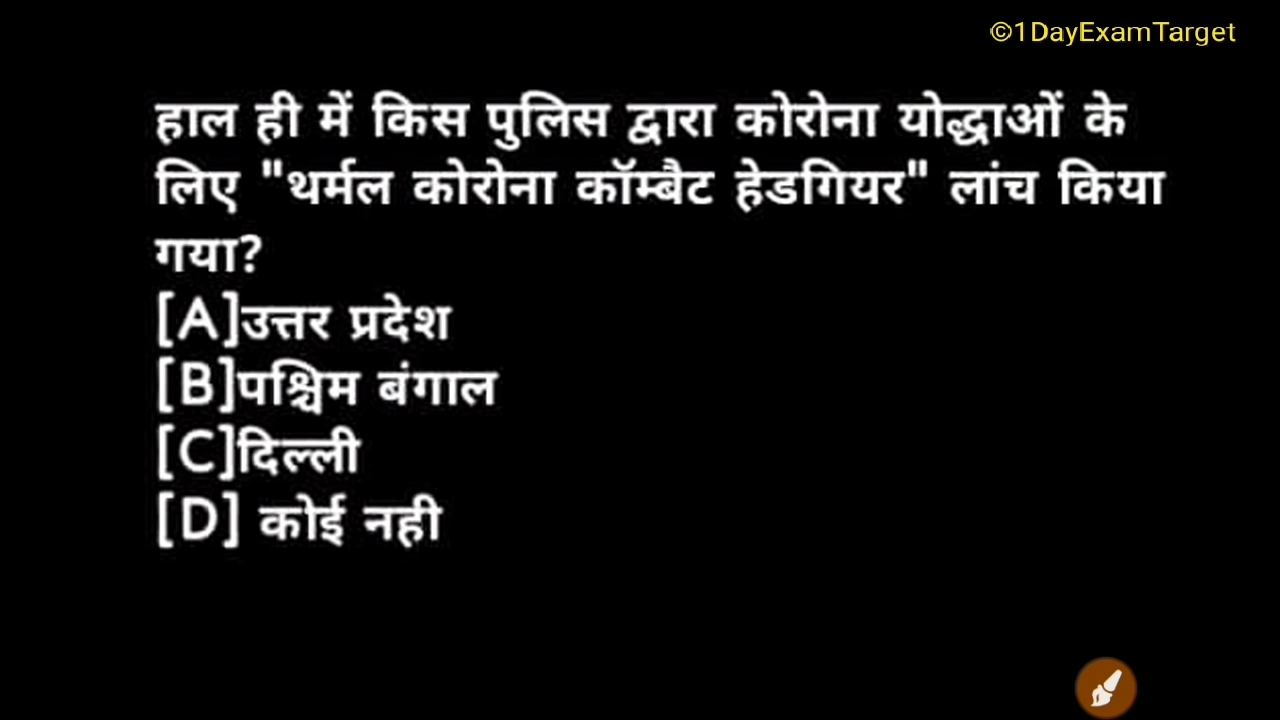 ©1DayExamTarget
हाल ही में किस पुलिस द्वारा कोरोना योद्धाओं के
लिए "थर्मल कोरोना कॉम्बैट हेडगियर" लांच किया
गया?
[A]उत्तर प्रदेश
[B]पश्चिम बंगाल
[C]दिल्ली
[D] कोई नही